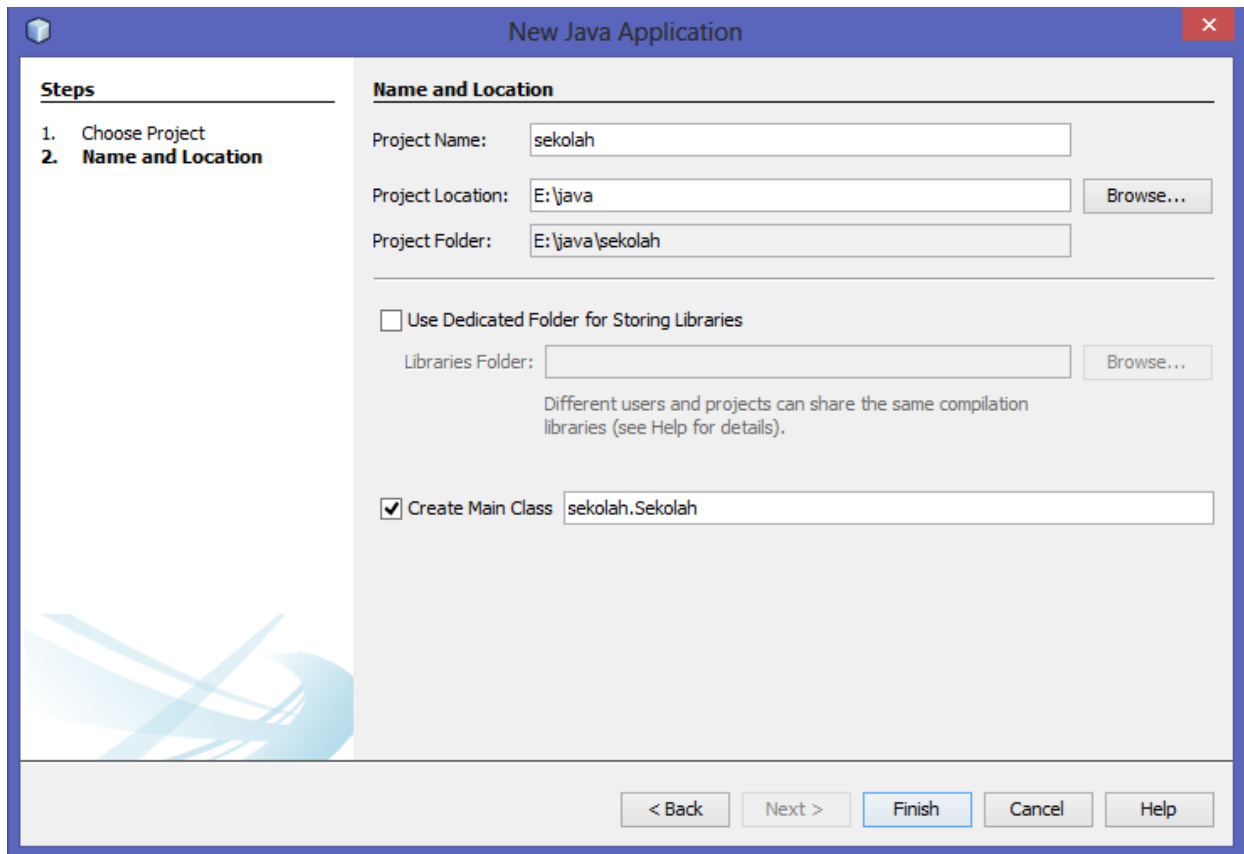 New Java Application
Steps
1. Choose Project
2. Name and Location
Name and Location
Project Name: sekolah
Project Location: E:\java Browse...
Project Folder: E:\java\sekolah
Use Dedicated Folder for Storing Libraries
Libraries Folder: Browse...
Different users and projects can share the same compilation
libraries (see Help for details).
Create Main Class sekolah.Sekolah
< Back Next > Finish Cancel Help